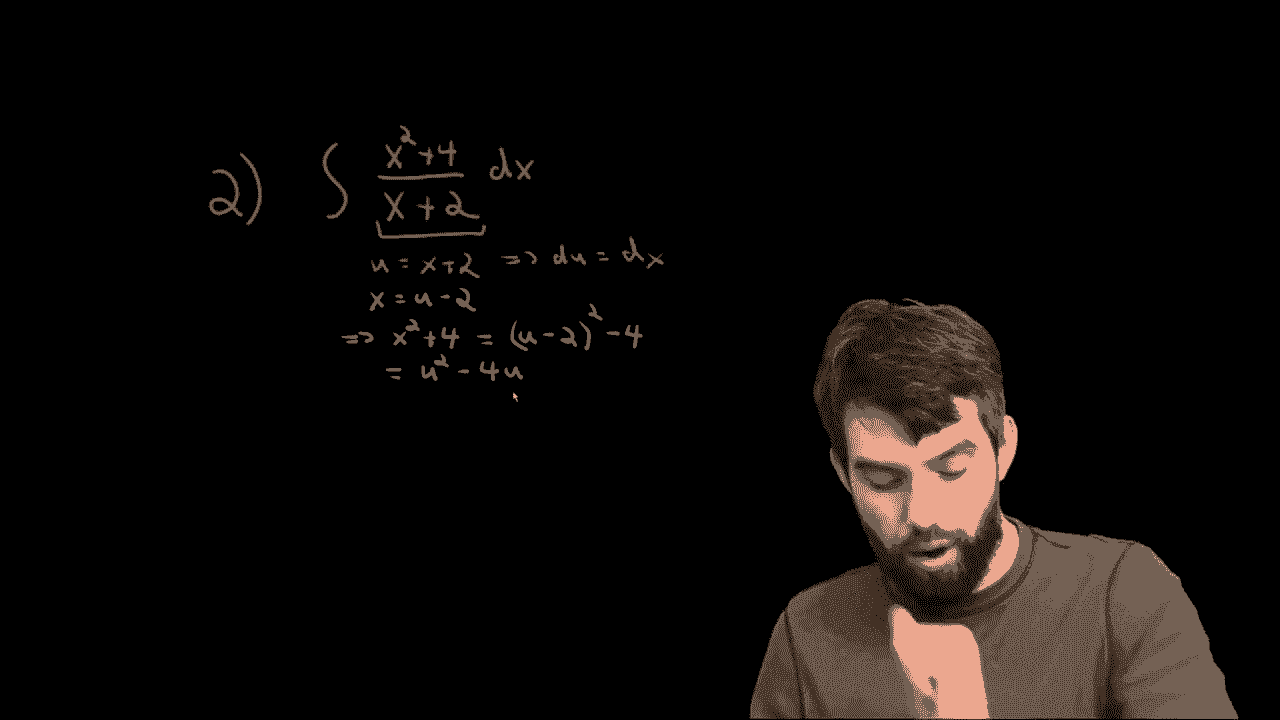 2) ∫ (x²+4)/(x+2) dx
u = x+2 => du = dx
x = u-2
=> x²+4 = (u-2)²-4
= u²-4u